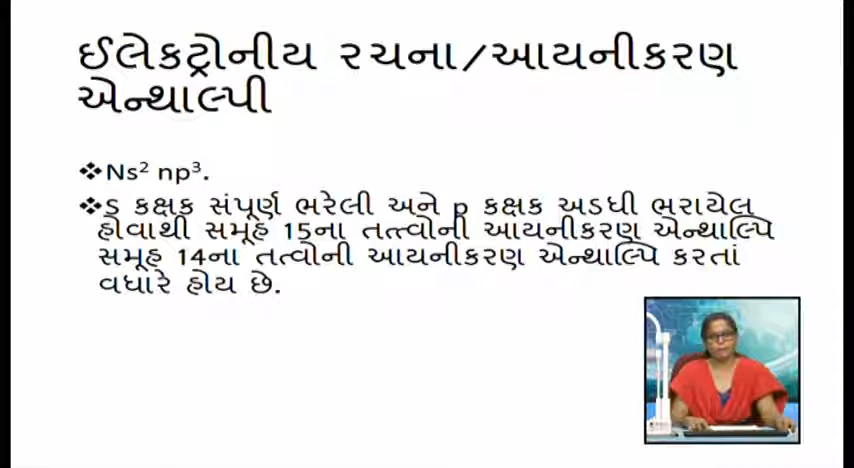 ઈલેકટ્રોનીય રચના/આયનીકરણ
એન્થાલ્પી
❖Ns² np³.
❖s કક્ષક સંપૂર્ણ ભરેલી અને p કક્ષક અડધી ભરાયેલ
હોવાથી સમૂહ 15ના તત્ત્વોની આયનીકરણ એન્થાલ્પિ
સમૂહ 14ના તત્વોની આયનીકરણ એન્થાલ્પિ કરતાં
વધારે હોય છે.